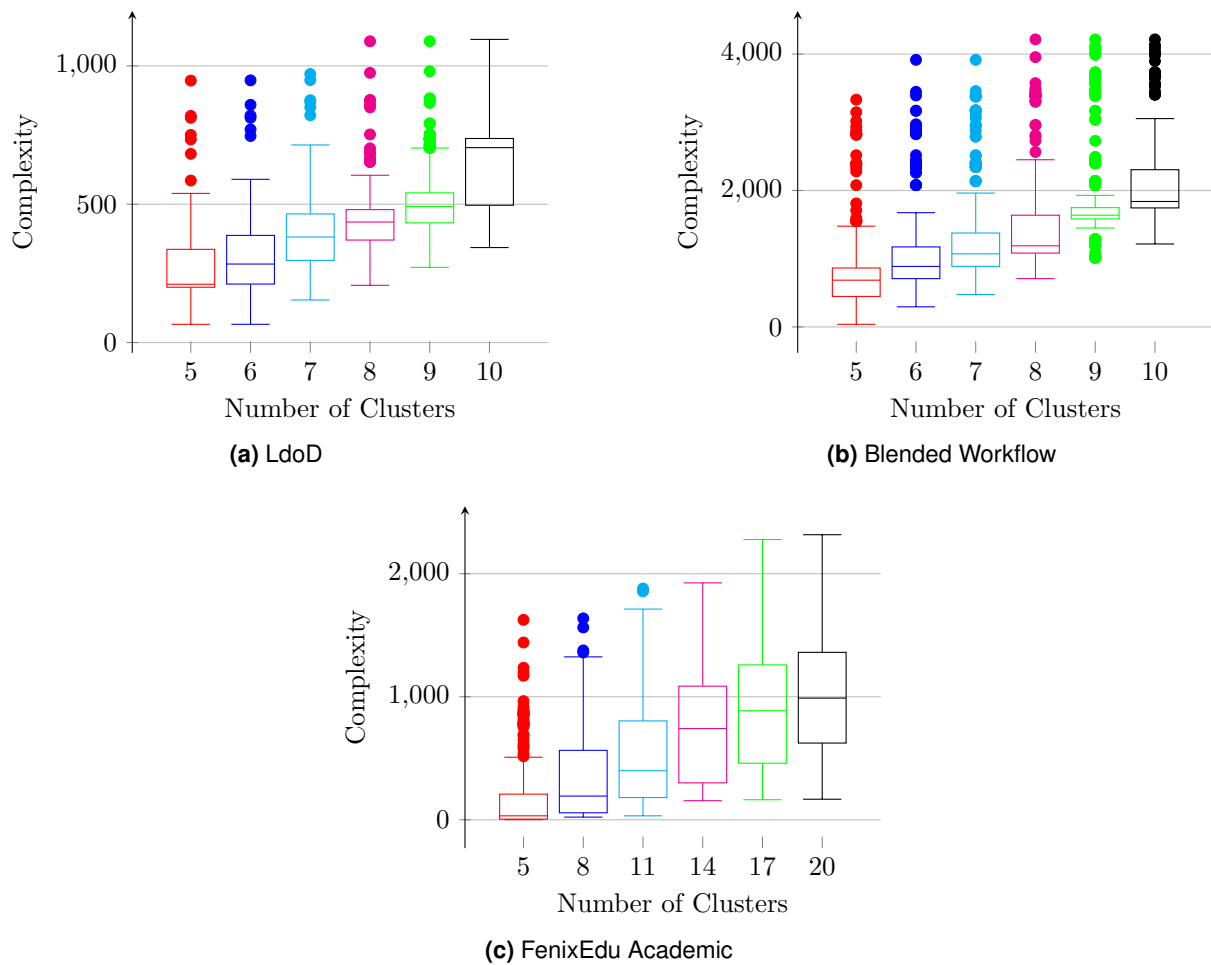 Complexity
1,000
500
0
5 6 7 8 9 10
Number of Clusters
(a) LdoD
Complexity
4,000
2,000
0
5 6 7 8 9 10
Number of Clusters
(b) Blended Workflow
Complexity
2,000
1,000
0
5 8 11 14 17 20
Number of Clusters
(c) FenixEdu Academic